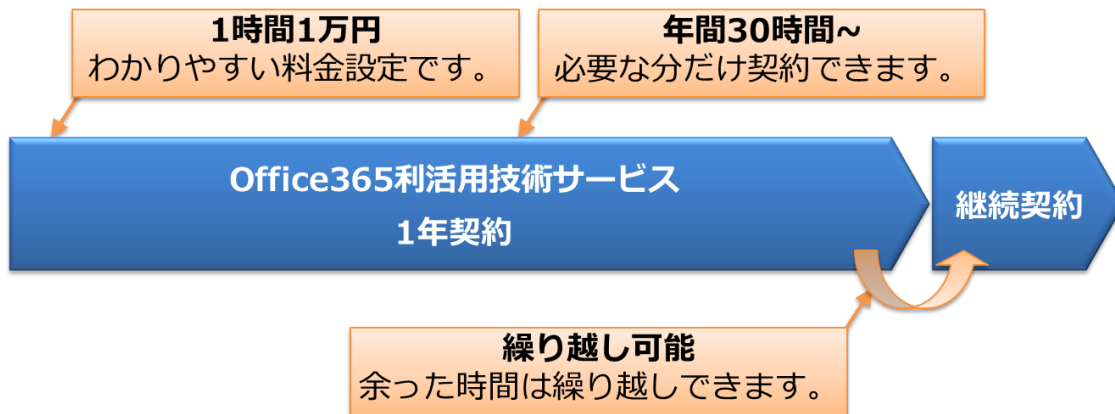 1時間1万円
わかりやすい料金設定です。
年間30時間~
必要な分だけ契約できます。
Office365利活用技術サービス
1年契約
継続契約
繰り越し可能
余った時間は繰り越しできます。